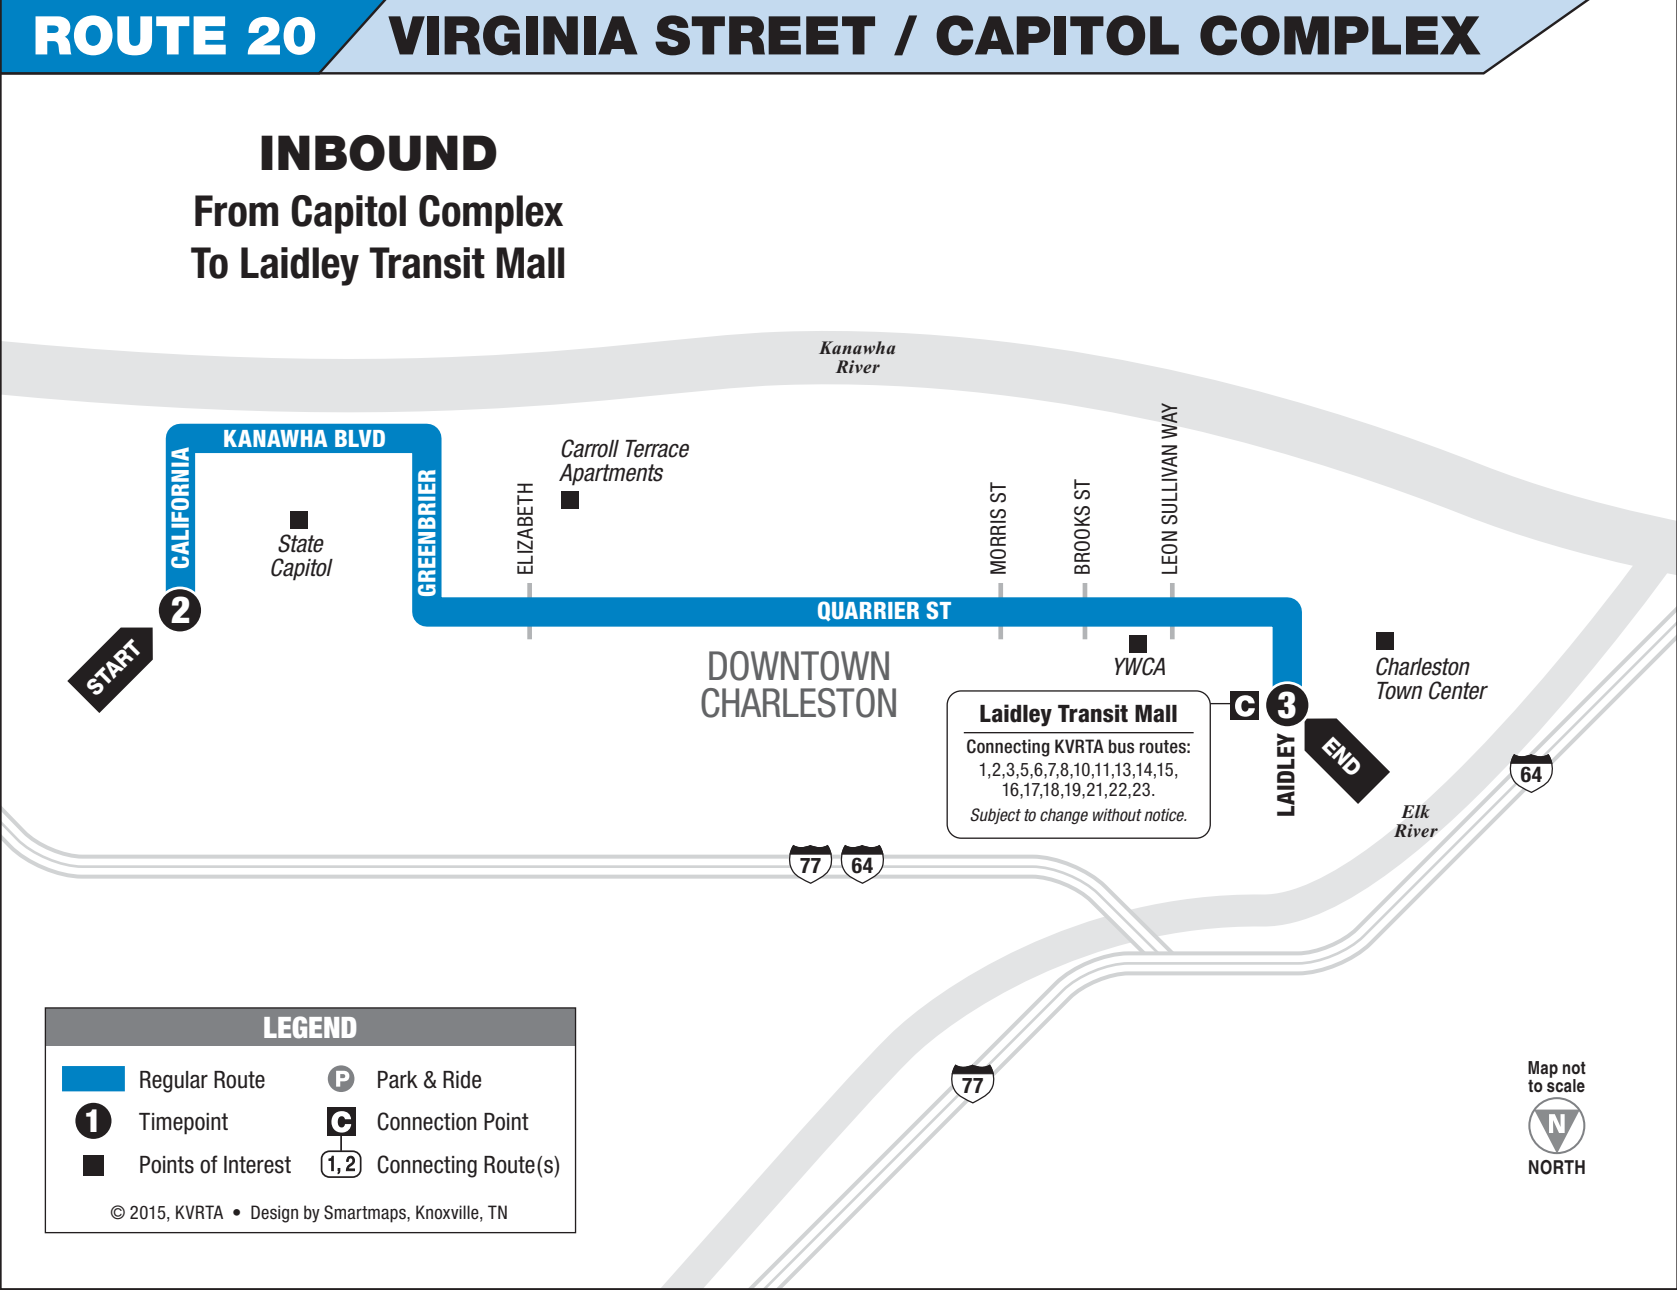 ROUTE 20
VIRGINIA STREET / CAPITOL COMPLEX
INBOUND
From Capitol Complex
To Laidley Transit Mall
Kanawha
River
KANAWHA BLVD
CALIFORNIA
GREENBRIER
State
Capitol
2
START
ELIZABETH
Carroll Terrace
Apartments
MORRIS ST
BROOKS ST
LEON SULLIVAN WAY
QUARRIER ST
DOWNTOWN
CHARLESTON
YWCA
Charleston
Town Center
Laidley Transit Mall
Connecting KVRTA bus routes:
1,2,3,5,6,7,8,10,11,13,14,15,
16,17,18,19,21,22,23.
Subject to change without notice.
C
3
LAIDLEY
END
64
Elk
River
77
64
77
LEGEND
Regular Route
P
Park & Ride
1
Timepoint
C
Connection Point
Points of Interest
1, 2
Connecting Route(s)
© 2015, KVRTA • Design by Smartmaps, Knoxville, TN
Map not
to scale
N
NORTH